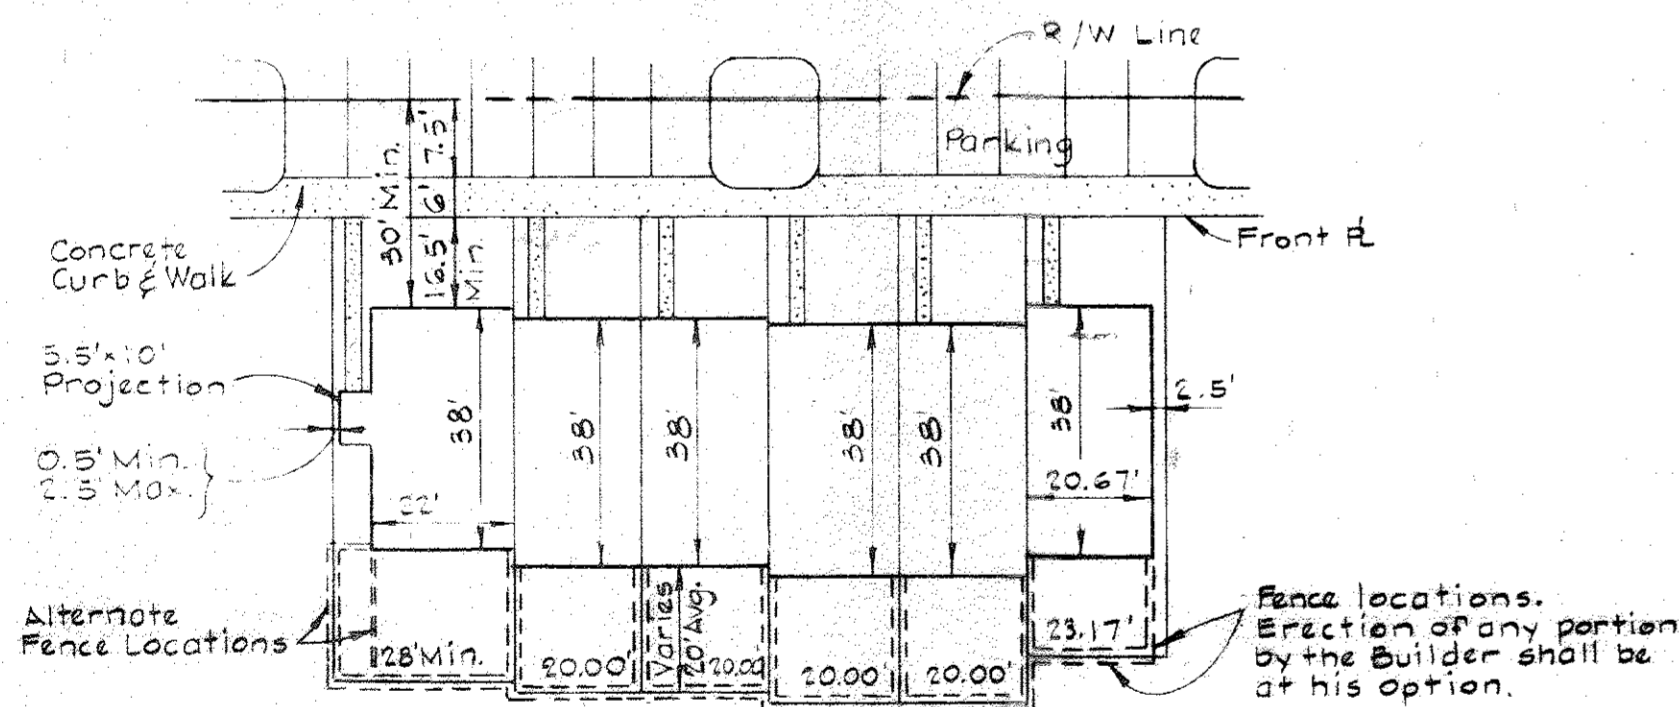 R/W Line
Parking
30' Min.
7.5'
6'
16.5'
Min
Concrete
Curb & Walk
Front PL
5.5'x10'
Projection
0.5' Min.
2.5' Max.
38'
38'
38'
38'
38'
38'
2.5'
22'
20.67'
Alternate
Fence Locations
28' Min.
20.00'
Varies
20' Avg.
20.00
20.00'
20.00'
23.17'
Fence locations.
Erection of any portion
by the Builder shall be
at his option.